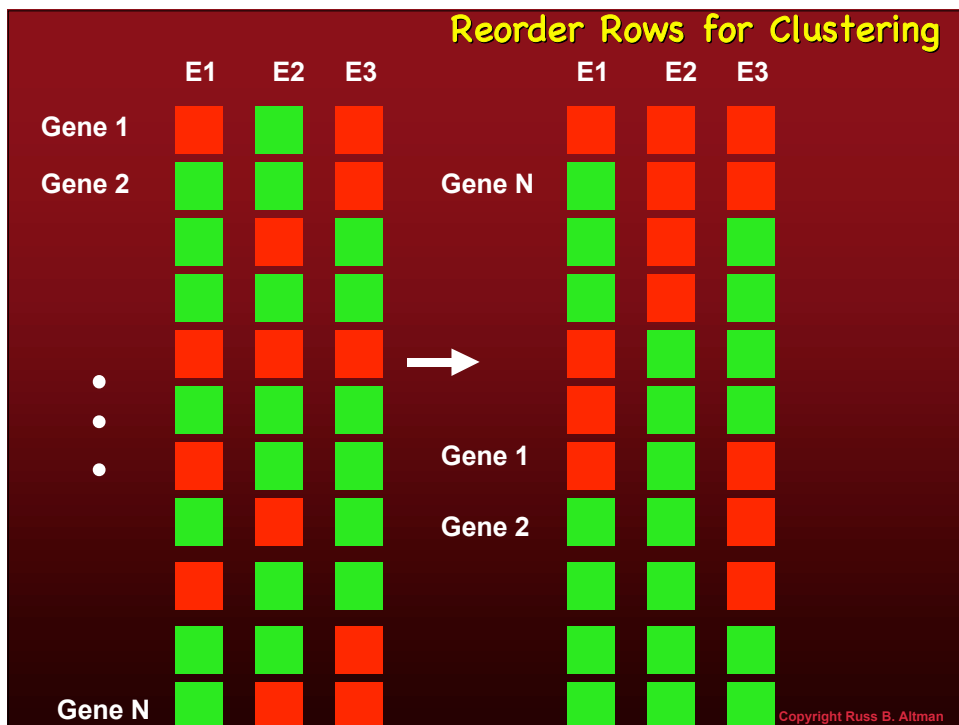 Reorder Rows for Clustering
E1 E2 E3 E1 E2 E3
Gene 1
Gene 2 Gene N
•
•
• Gene 1
Gene 2
Gene N
Copyright Russ B. Altman